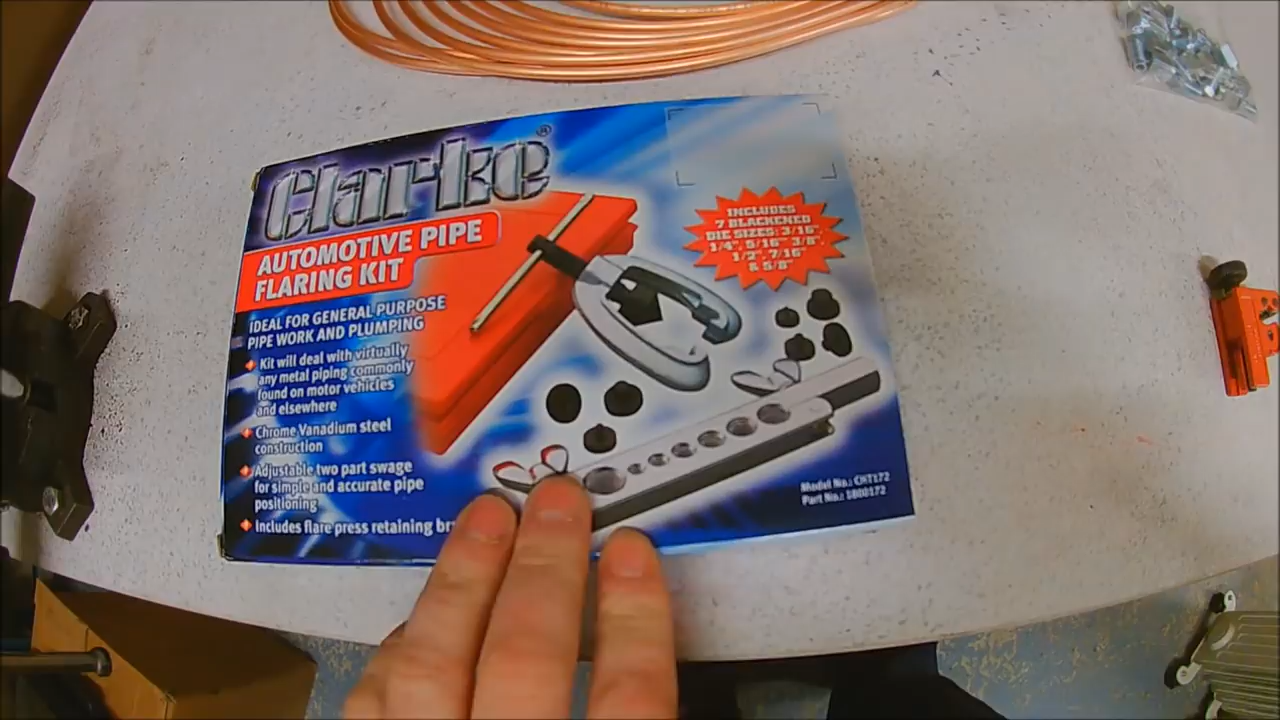 Clarke®
AUTOMOTIVE PIPE
FLARING KIT
IDEAL FOR GENERAL PURPOSE
PIPE WORK AND PLUMPING
Kit will deal with virtually
any metal piping commonly
found on motor vehicles
and elsewhere
Chrome Vanadium steel
construction
Adjustable two part swage
for simple and accurate pipe
positioning
Includes flare press retaining
INCLUDES
7 BLACKENED
DIE SIZES: 3/16"
1/4", 5/16" 3/8",
1/2", 7/16"
& 5/8"
Model No.: CHT172
Part No.: 1800172